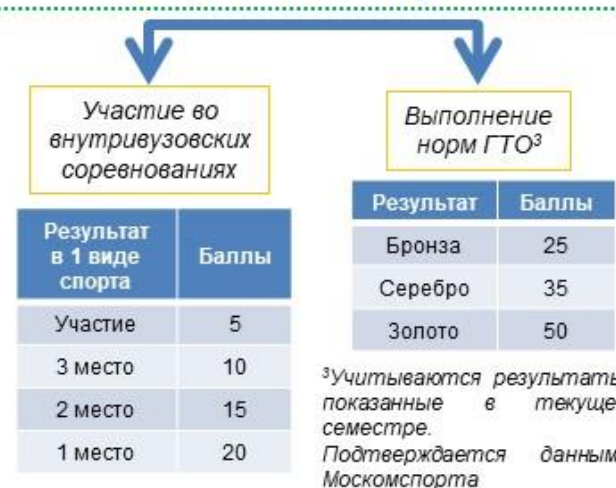 Участие во
внутривузовских
соревнованиях
Результат
в 1 виде
спорта
Баллы
Участие 5
3 место 10
2 место 15
1 место 20
Выполнение
норм ГТО³
Результат Баллы
Бронза 25
Серебро 35
Золото 50
³Учитываются результаты
показанные в текуще
семестре.
Подтверждается данным
Москомспорта